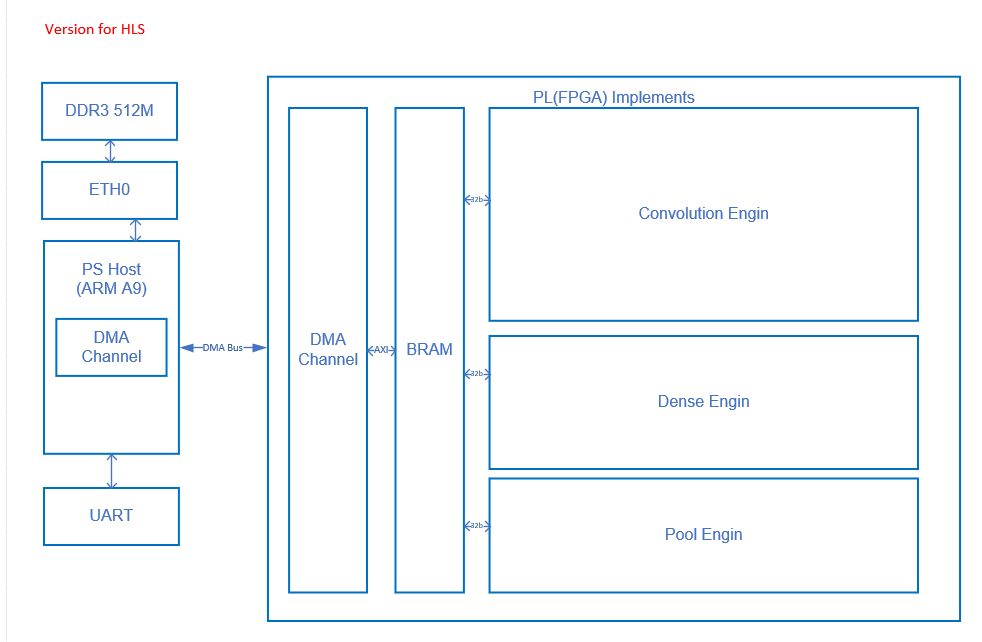 Version for HLS
DDR3 512M
ETH0
PS Host
(ARM A9)
DMA
Channel
DMA Bus
UART
PL(FPGA) Implements
DMA
Channel
AXI
BRAM
32b
Convolution Engin
32b
Dense Engin
32b
Pool Engin